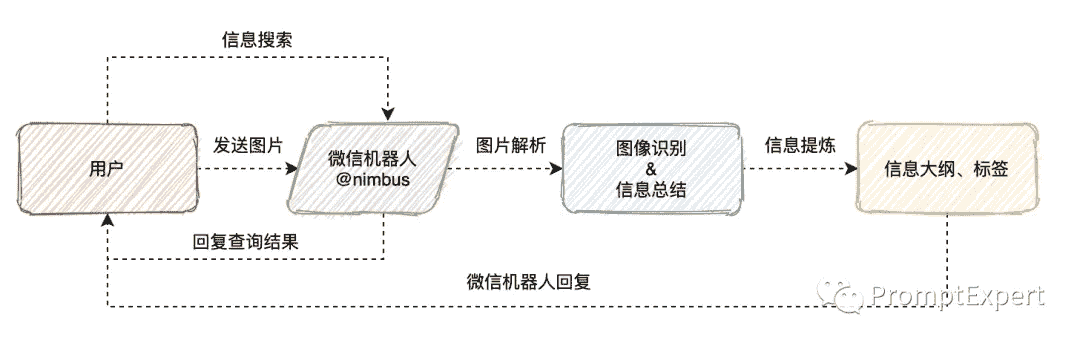 信息搜索
用户
发送图片
微信机器人
@nimbus
图片解析
图像识别
&
信息总结
信息提炼
信息大纲、标签
回复查询结果
微信机器人回复
PromptExpert